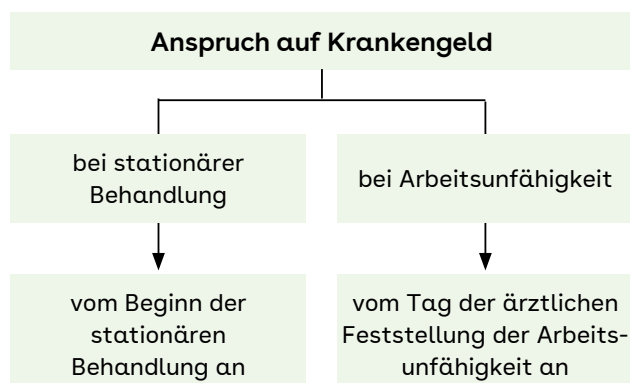 Anspruch auf Krankengeld
bei stationärer
Behandlung
bei Arbeitsunfähigkeit
vom Beginn der
stationären
Behandlung an
vom Tag der ärztlichen
Feststellung der Arbeits-
unfähigkeit an